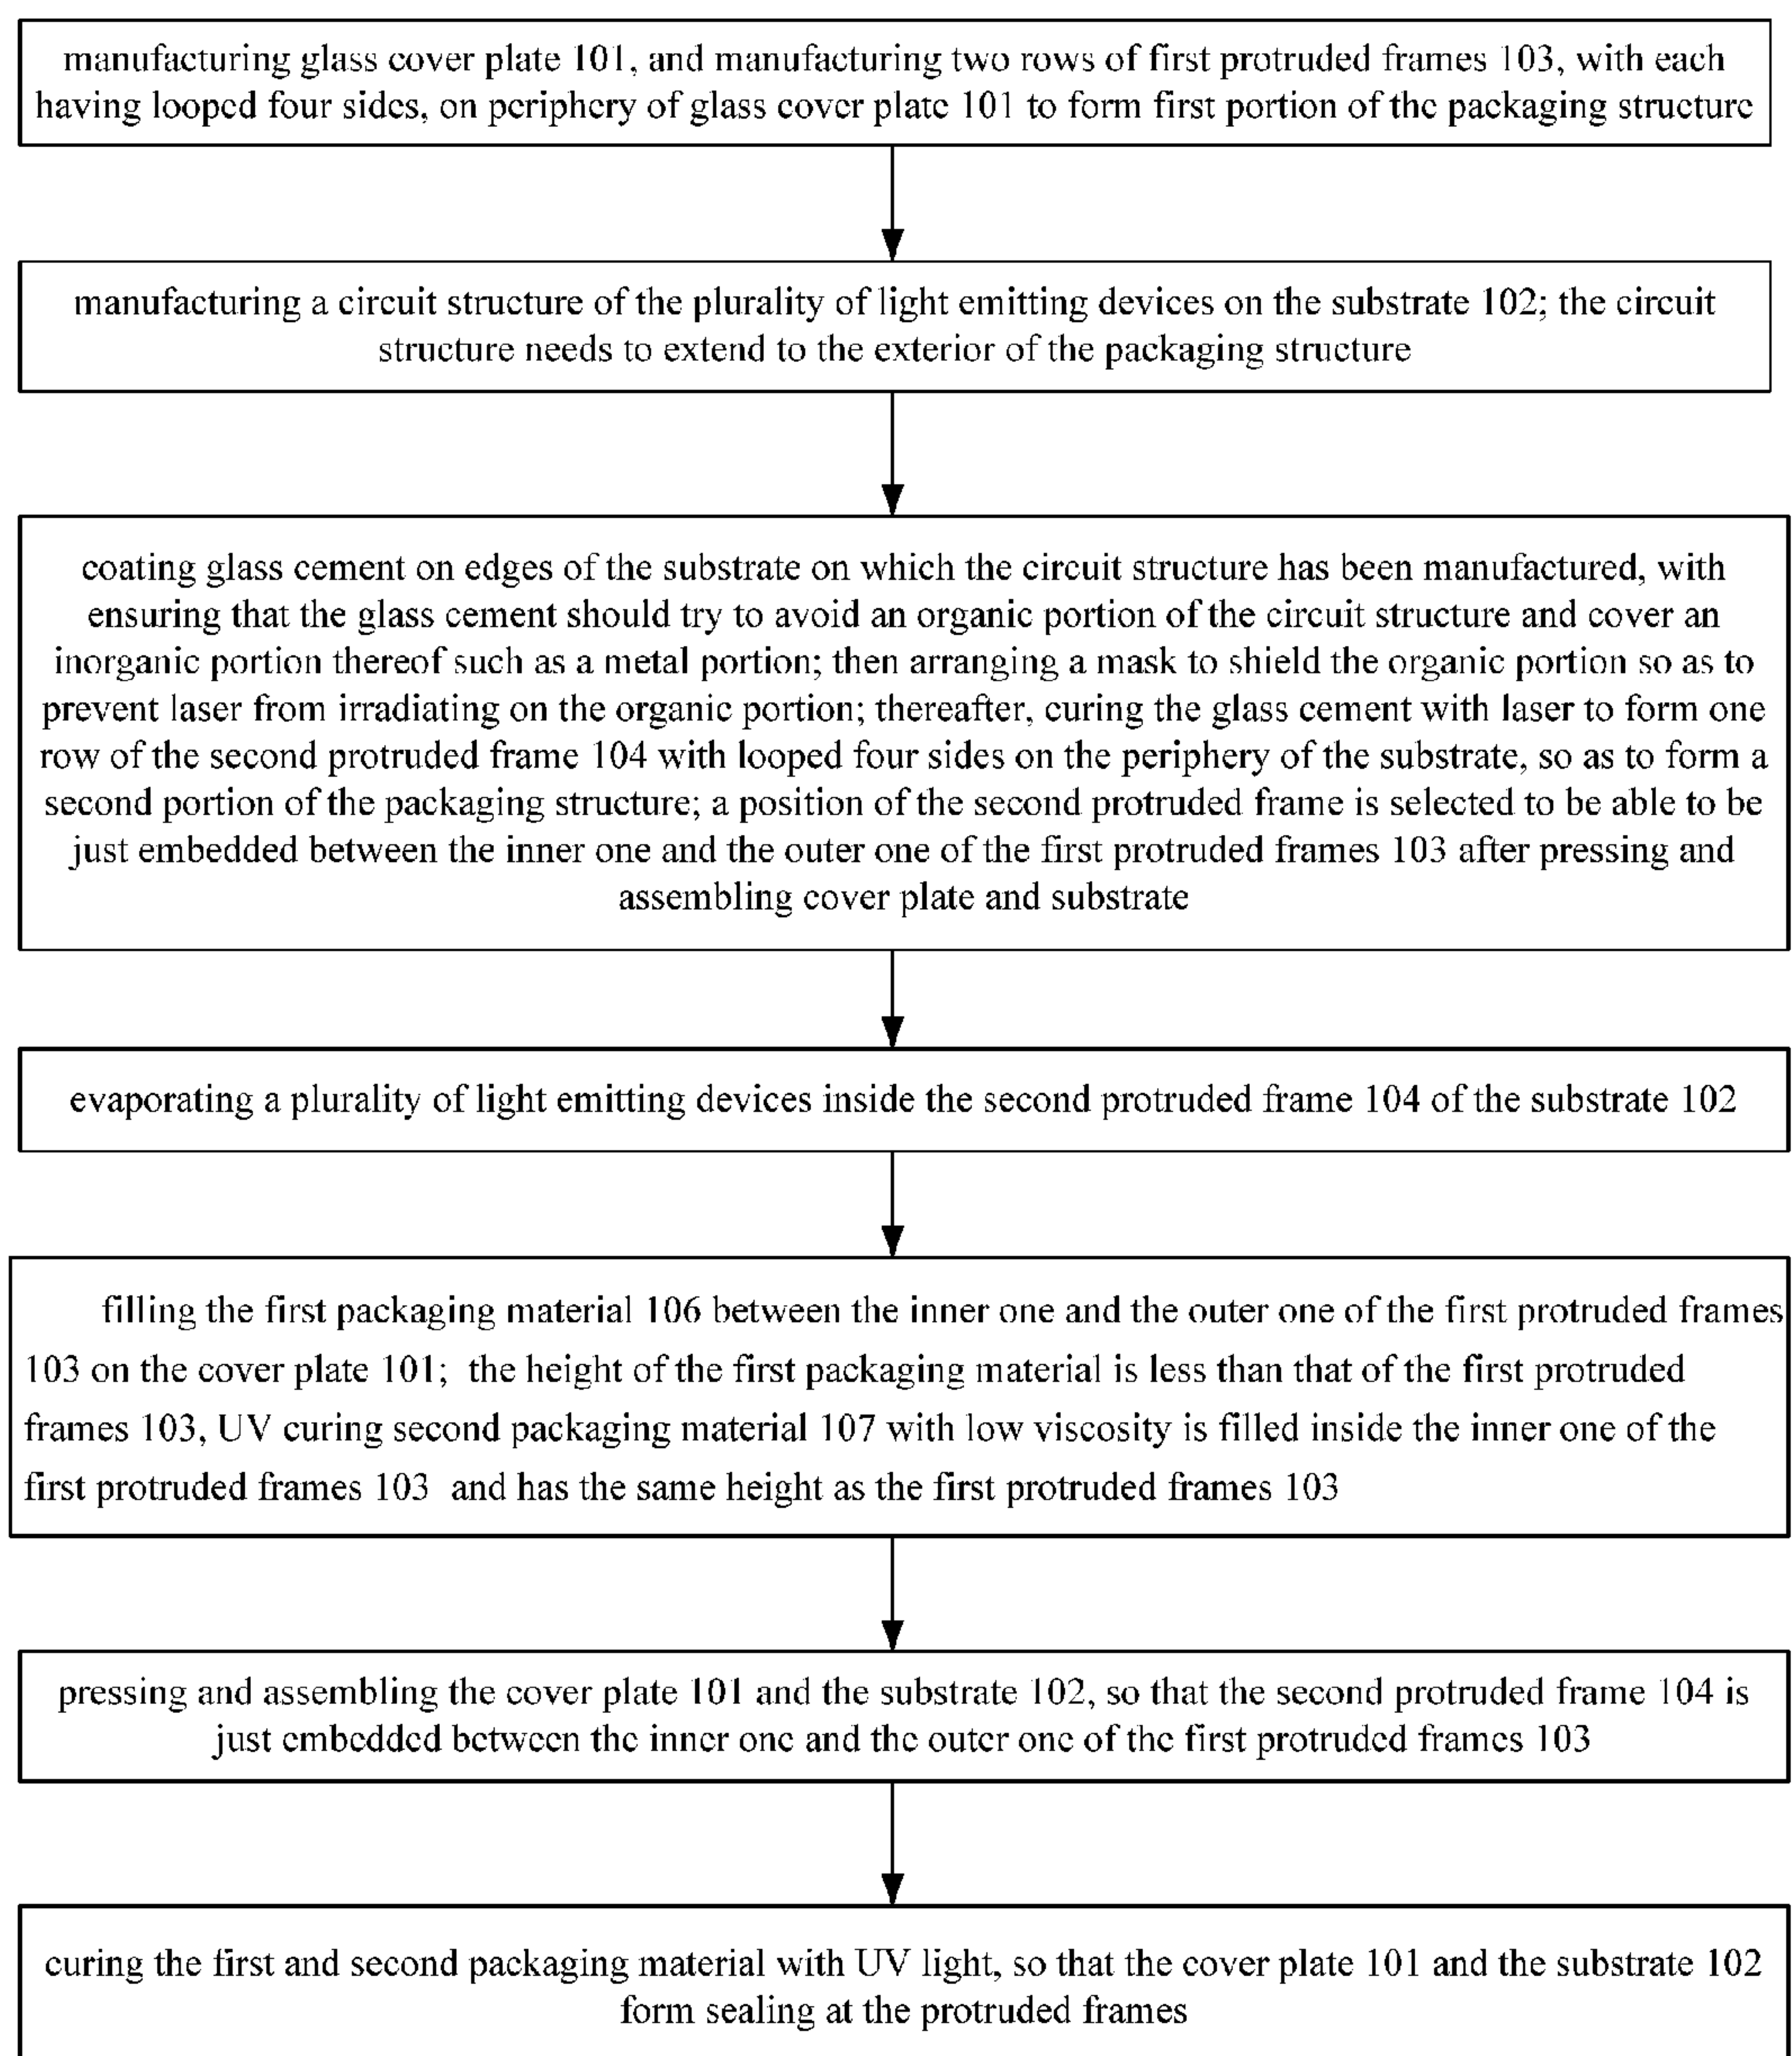 manufacturing glass cover plate 101, and manufacturing two rows of first protruded frames 103, with each
having looped four sides, on periphery of glass cover plate 101 to form first portion of the packaging structure
manufacturing a circuit structure of the plurality of light emitting devices on the substrate 102; the circuit
structure needs to extend to the exterior of the packaging structure
coating glass cement on edges of the substrate on which the circuit structure has been manufactured, with
ensuring that the glass cement should try to avoid an organic portion of the circuit structure and cover an
inorganic portion thereof such as a metal portion; then arranging a mask to shield the organic portion so as to
prevent laser from irradiating on the organic portion; thereafter, curing the glass cement with laser to form one
row of the second protruded frame 104 with looped four sides on the periphery of the substrate, so as to form a
second portion of the packaging structure; a position of the second protruded frame is selected to be able to be
just embedded between the inner one and the outer one of the first protruded frames 103 after pressing and
assembling cover plate and substrate
evaporating a plurality of light emitting devices inside the second protruded frame 104 of the substrate 102
filling the first packaging material 106 between the inner one and the outer one of the first protruded frames
103 on the cover plate 101; the height of the first packaging material is less than that of the first protruded
frames 103, UV curing second packaging material 107 with low viscosity is filled inside the inner one of the
first protruded frames 103 and has the same height as the first protruded frames 103
pressing and assembling the cover plate 101 and the substrate 102, so that the second protruded frame 104 is
just embedded between the inner one and the outer one of the first protruded frames 103
curing the first and second packaging material with UV light, so that the cover plate 101 and the substrate 102
form sealing at the protruded frames